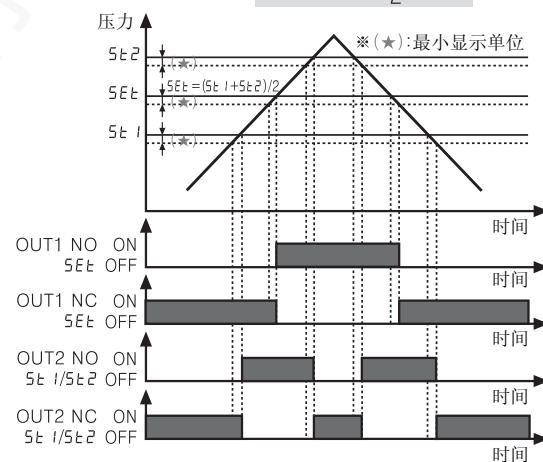 2
压力
※(★):最小显示单位
St2
(★)
SEt=(St1+St2)/2
SEt
(★)
St1
(★)
时间
OUT1 NO ON
SEt OFF
时间
OUT1 NC ON
SEt OFF
时间
OUT2 NO ON
St1/St2 OFF
时间
OUT2 NC ON
St1/St2 OFF
时间